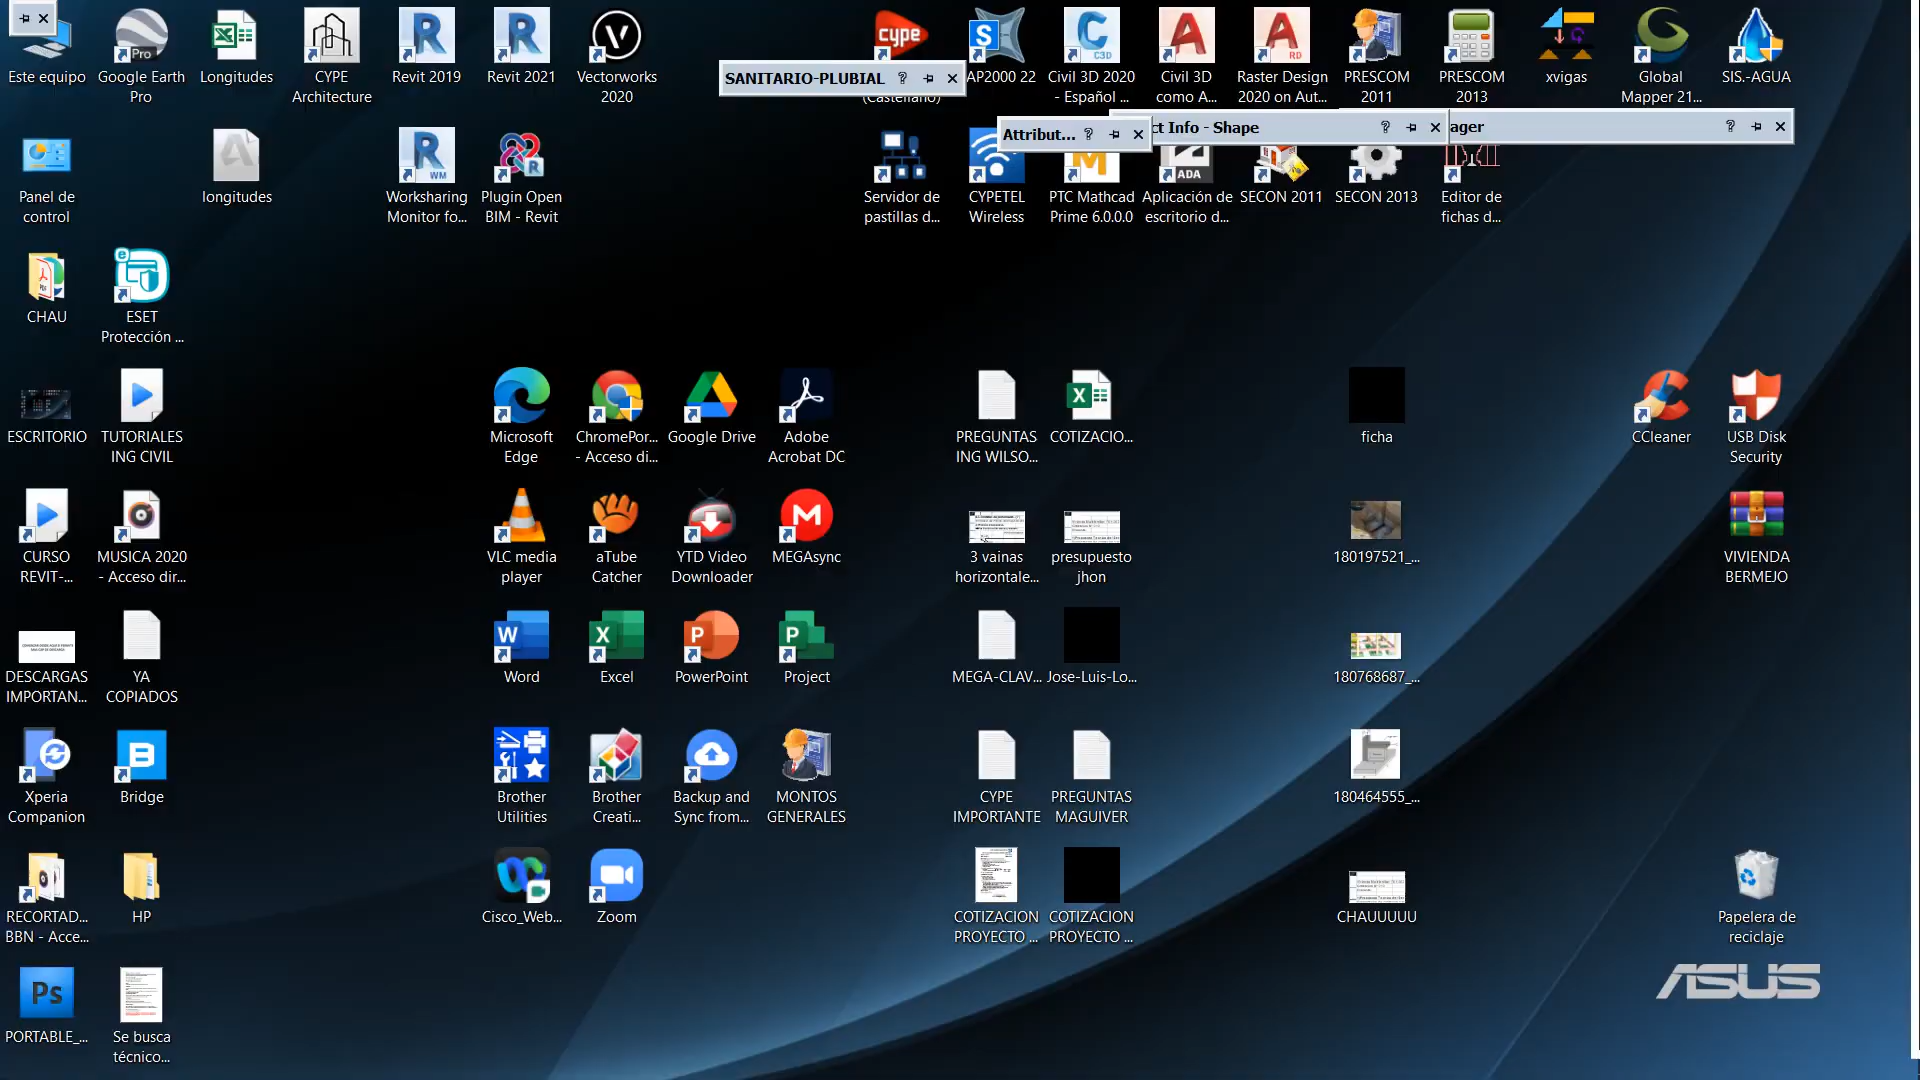 Este equipo
Google Earth
Pro
Longitudes
CYPE
Architecture
Revit 2019
Revit 2021
Vectorworks
2020
SANITARIO-PLUBIAL
cype
(Castellano)
AP2000 22
Civil 3D 2020
- Español ...
Civil 3D
como A...
Raster Design
2020 on Aut...
PRESCOM
2011
PRESCOM
2013
xvigas
Global
Mapper 21...
SIS.-AGUA
Attribut...
ct Info - Shape
ager
Panel de
control
longitudes
Worksharing
Monitor fo...
Plugin Open
BIM - Revit
Servidor de
pastillas d...
CYPETEL
Wireless
PTC Mathcad
Prime 6.0.0.0
Aplicación de
escritorio d...
SECON 2011
SECON 2013
Editor de
fichas d...
CHAU
ESET
Protección ...
ESCRITORIO
TUTORIALES
ING CIVIL
Microsoft
Edge
ChromePor...
- Acceso di...
Google Drive
Adobe
Acrobat DC
PREGUNTAS
ING WILSO...
COTIZACIO...
ficha
CCleaner
USB Disk
Security
CURSO
REVIT-...
MUSICA 2020
- Acceso dir...
VLC media
player
aTube
Catcher
YTD Video
Downloader
MEGAsync
3 vainas
horizontale...
presupuesto
jhon
180197521_...
VIVIENDA
BERMEJO
DESCARGAS
IMPORTAN...
YA
COPIADOS
Word
Excel
PowerPoint
Project
MEGA-CLAV...
Jose-Luis-Lo...
180768687_...
Xperia
Companion
Bridge
Brother
Utilities
Brother
Creati...
Backup and
Sync from...
MONTOS
GENERALES
CYPE
IMPORTANTE
PREGUNTAS
MAGUIVER
180464555_...
RECORTAD...
BBN - Acce...
HP
Cisco_Web...
Zoom
COTIZACION
PROYECTO ...
COTIZACION
PROYECTO ...
CHAUUUUU
Papelera de
reciclaje
ASUS
PORTABLE_...
Se busca
técnico...